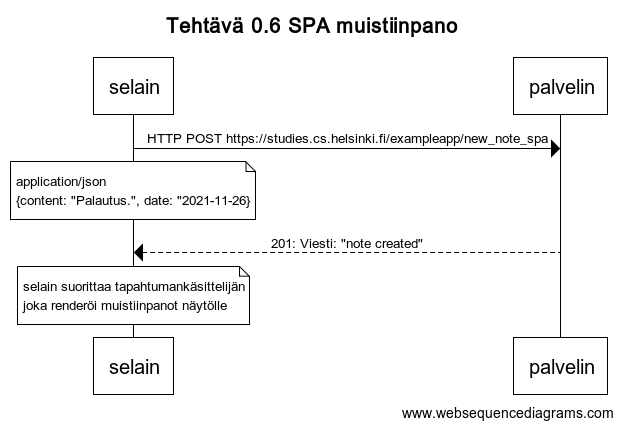 Tehtävä 0.6 SPA muistiinpano
selain
palvelin
HTTP POST https://studies.cs.helsinki.fi/exampleapp/new_note_spa
application/json
{content: "Palautus.", date: "2021-11-26}
201: Viesti: "note created"
selain suorittaa tapahtumankäsittelijän
joka renderöi muistiinpanot näytölle
selain
palvelin
www.websequencediagrams.com